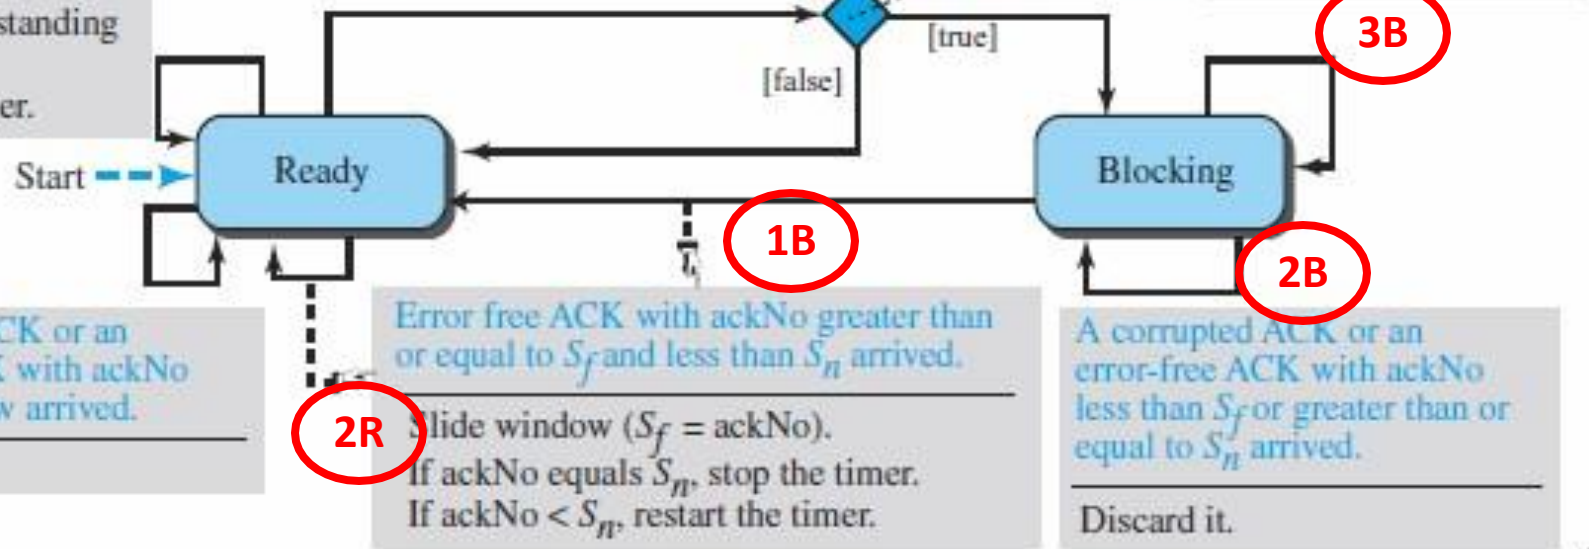 standing
er.
[true]
[false]
3B
Start
Ready
Blocking
1B
2B
CK or an
with ackNo
w arrived.
2R
Error free ACK with ackNo greater than
or equal to Sf and less than Sn arrived.
Slide window (Sf = ackNo).
If ackNo equals Sn, stop the timer.
If ackNo < Sn, restart the timer.
A corrupted ACK or an
error-free ACK with ackNo
less than Sf or greater than or
equal to Sn arrived.
Discard it.